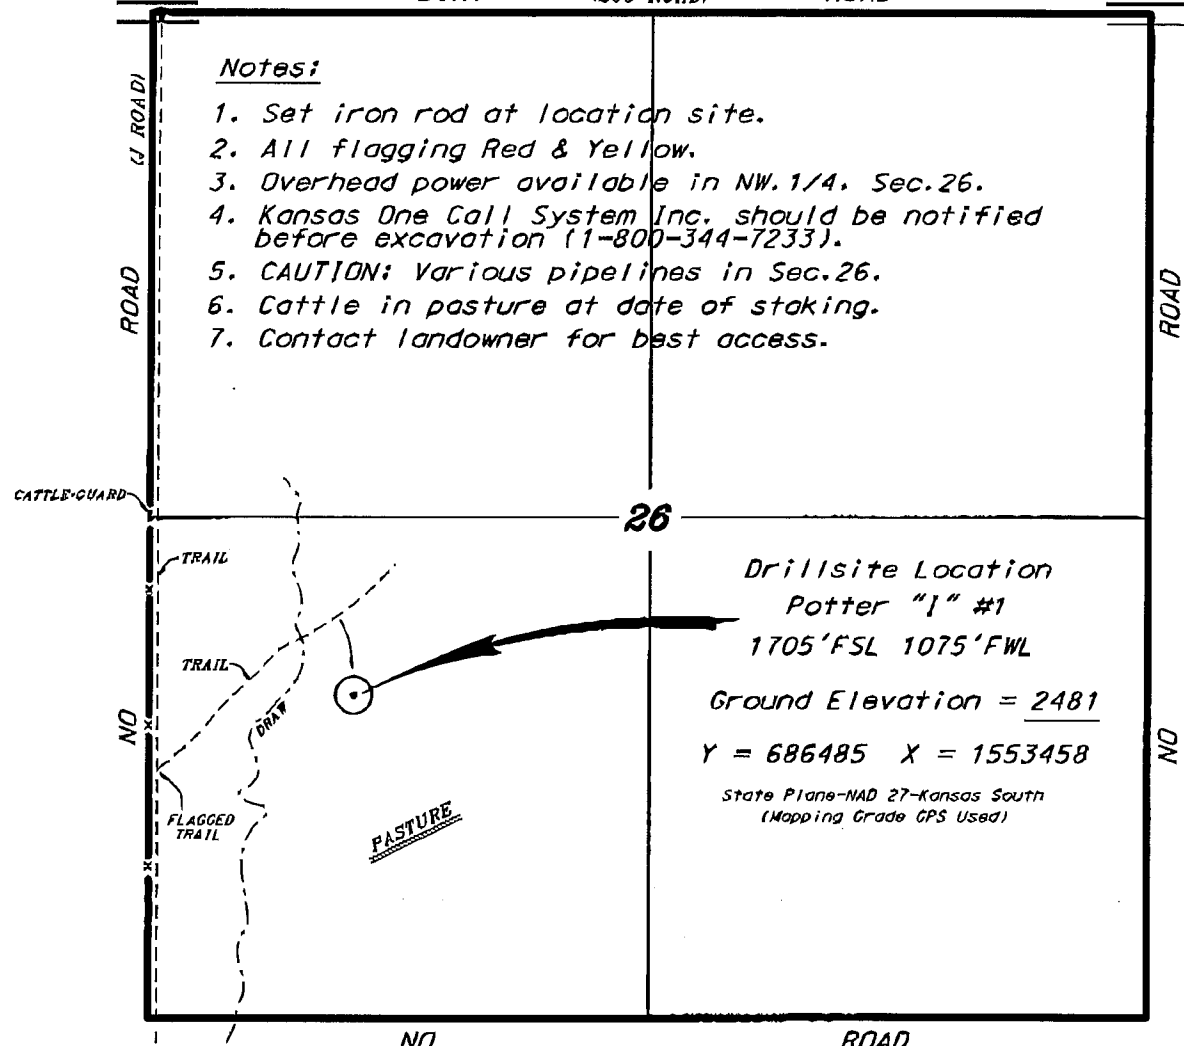 Notes:
1. Set iron rod at location site.
2. All flagging Red & Yellow.
3. Overhead power available in NW. 1/4. Sec.26.
4. Kansas One Call System Inc. should be notified
before excavation (1-800-344-7233).
5. CAUTION: Various pipelines in Sec.26.
6. Cattle in pasture at date of staking.
7. Contact landowner for best access.
(J ROAD)
ROAD
ROAD
CATTLE-GUARD
26
TRAIL
Drillsite Location
Potter "I" #1
1705'FSL 1075'FWL
TRAIL
Ground Elevation = 2481
DRAW
NO
NO
Y = 686485 X = 1553458
State Plane-NAD 27-Kansas South
(Mapping Grade GPS Used)
FLAGGED
TRAIL
PASTURE
NO ROAD